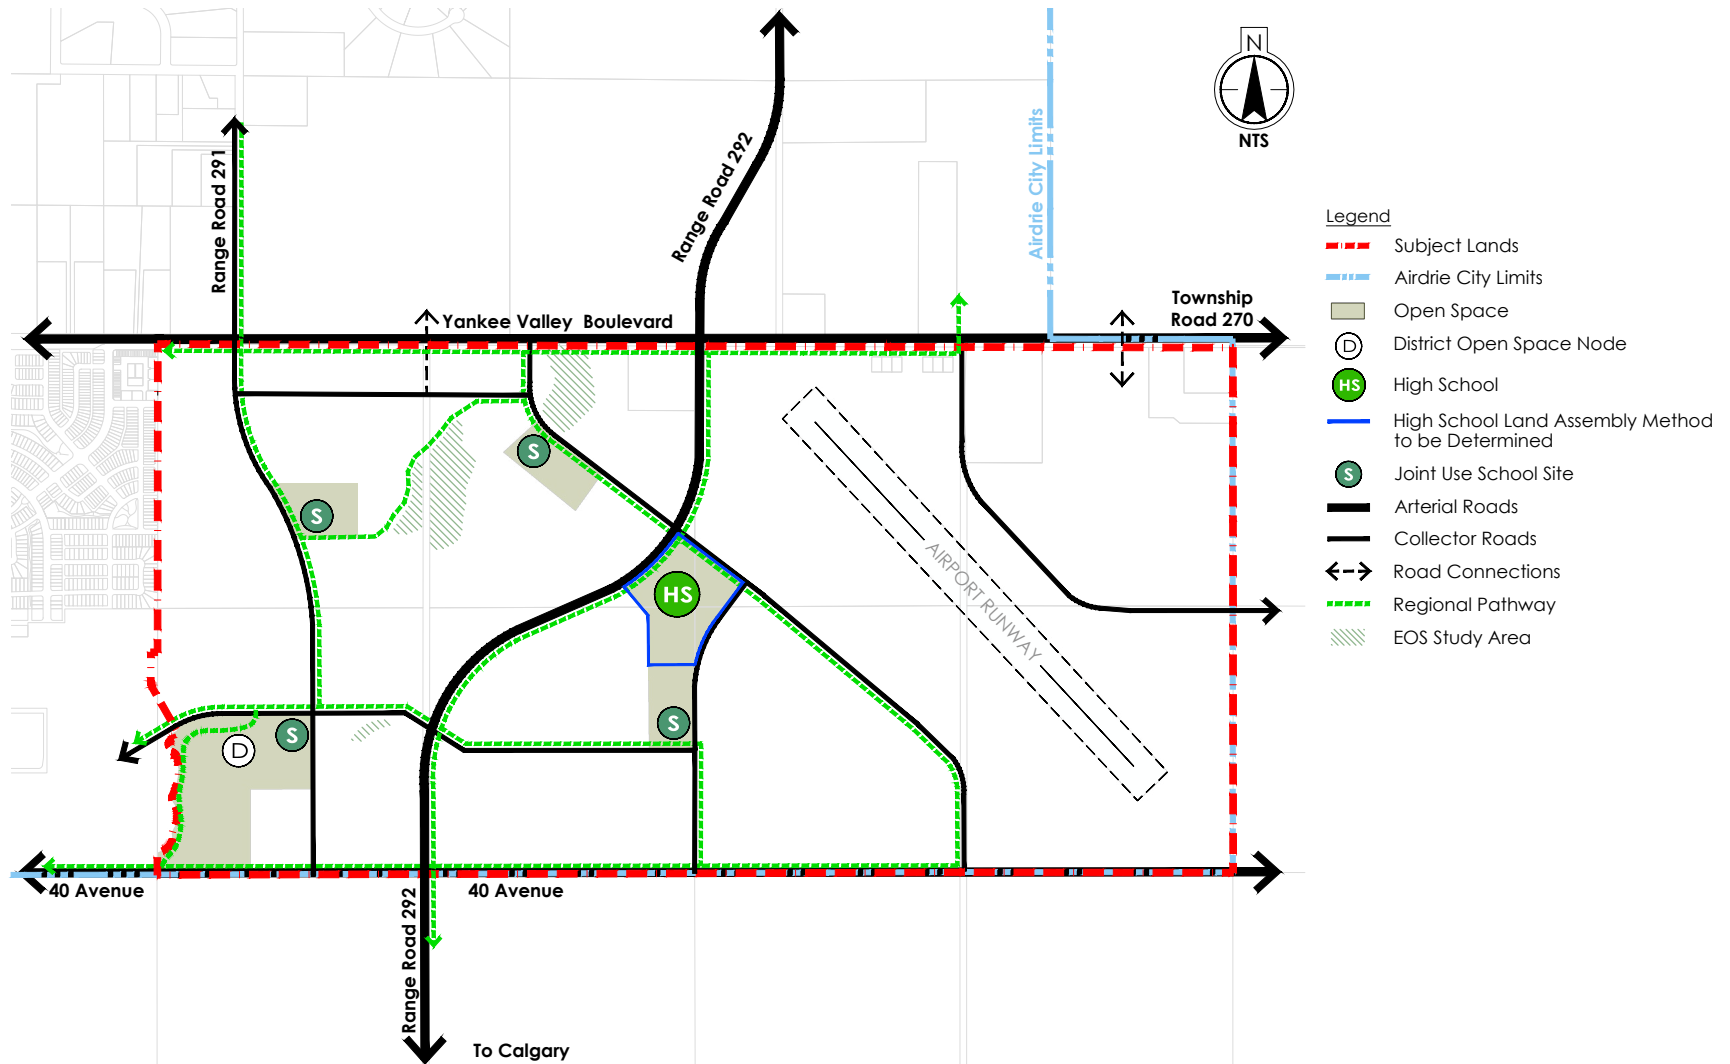 N
NTS
Range Road 291
Range Road 292
Airdrie City Limits
Yankee Valley Boulevard
Township
Road 270
Legend
Subject Lands
Airdrie City Limits
Open Space
D
District Open Space Node
HS
High School
High School Land Assembly Method
to be Determined
S
Joint Use School Site
Arterial Roads
Collector Roads
Road Connections
Regional Pathway
EOS Study Area
S
S
HS
AIRPORT RUNWAY
S
S
D
40 Avenue
40 Avenue
Range Road 292
To Calgary